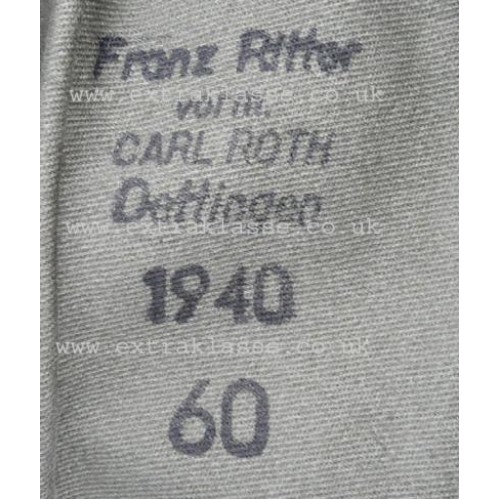 Franz Ritter
www.extraklasse.co.uk
vorm.
CARL ROTH
Dettingen
www.extraklasse.co.uk
1940
www.extraklasse.co.uk
60